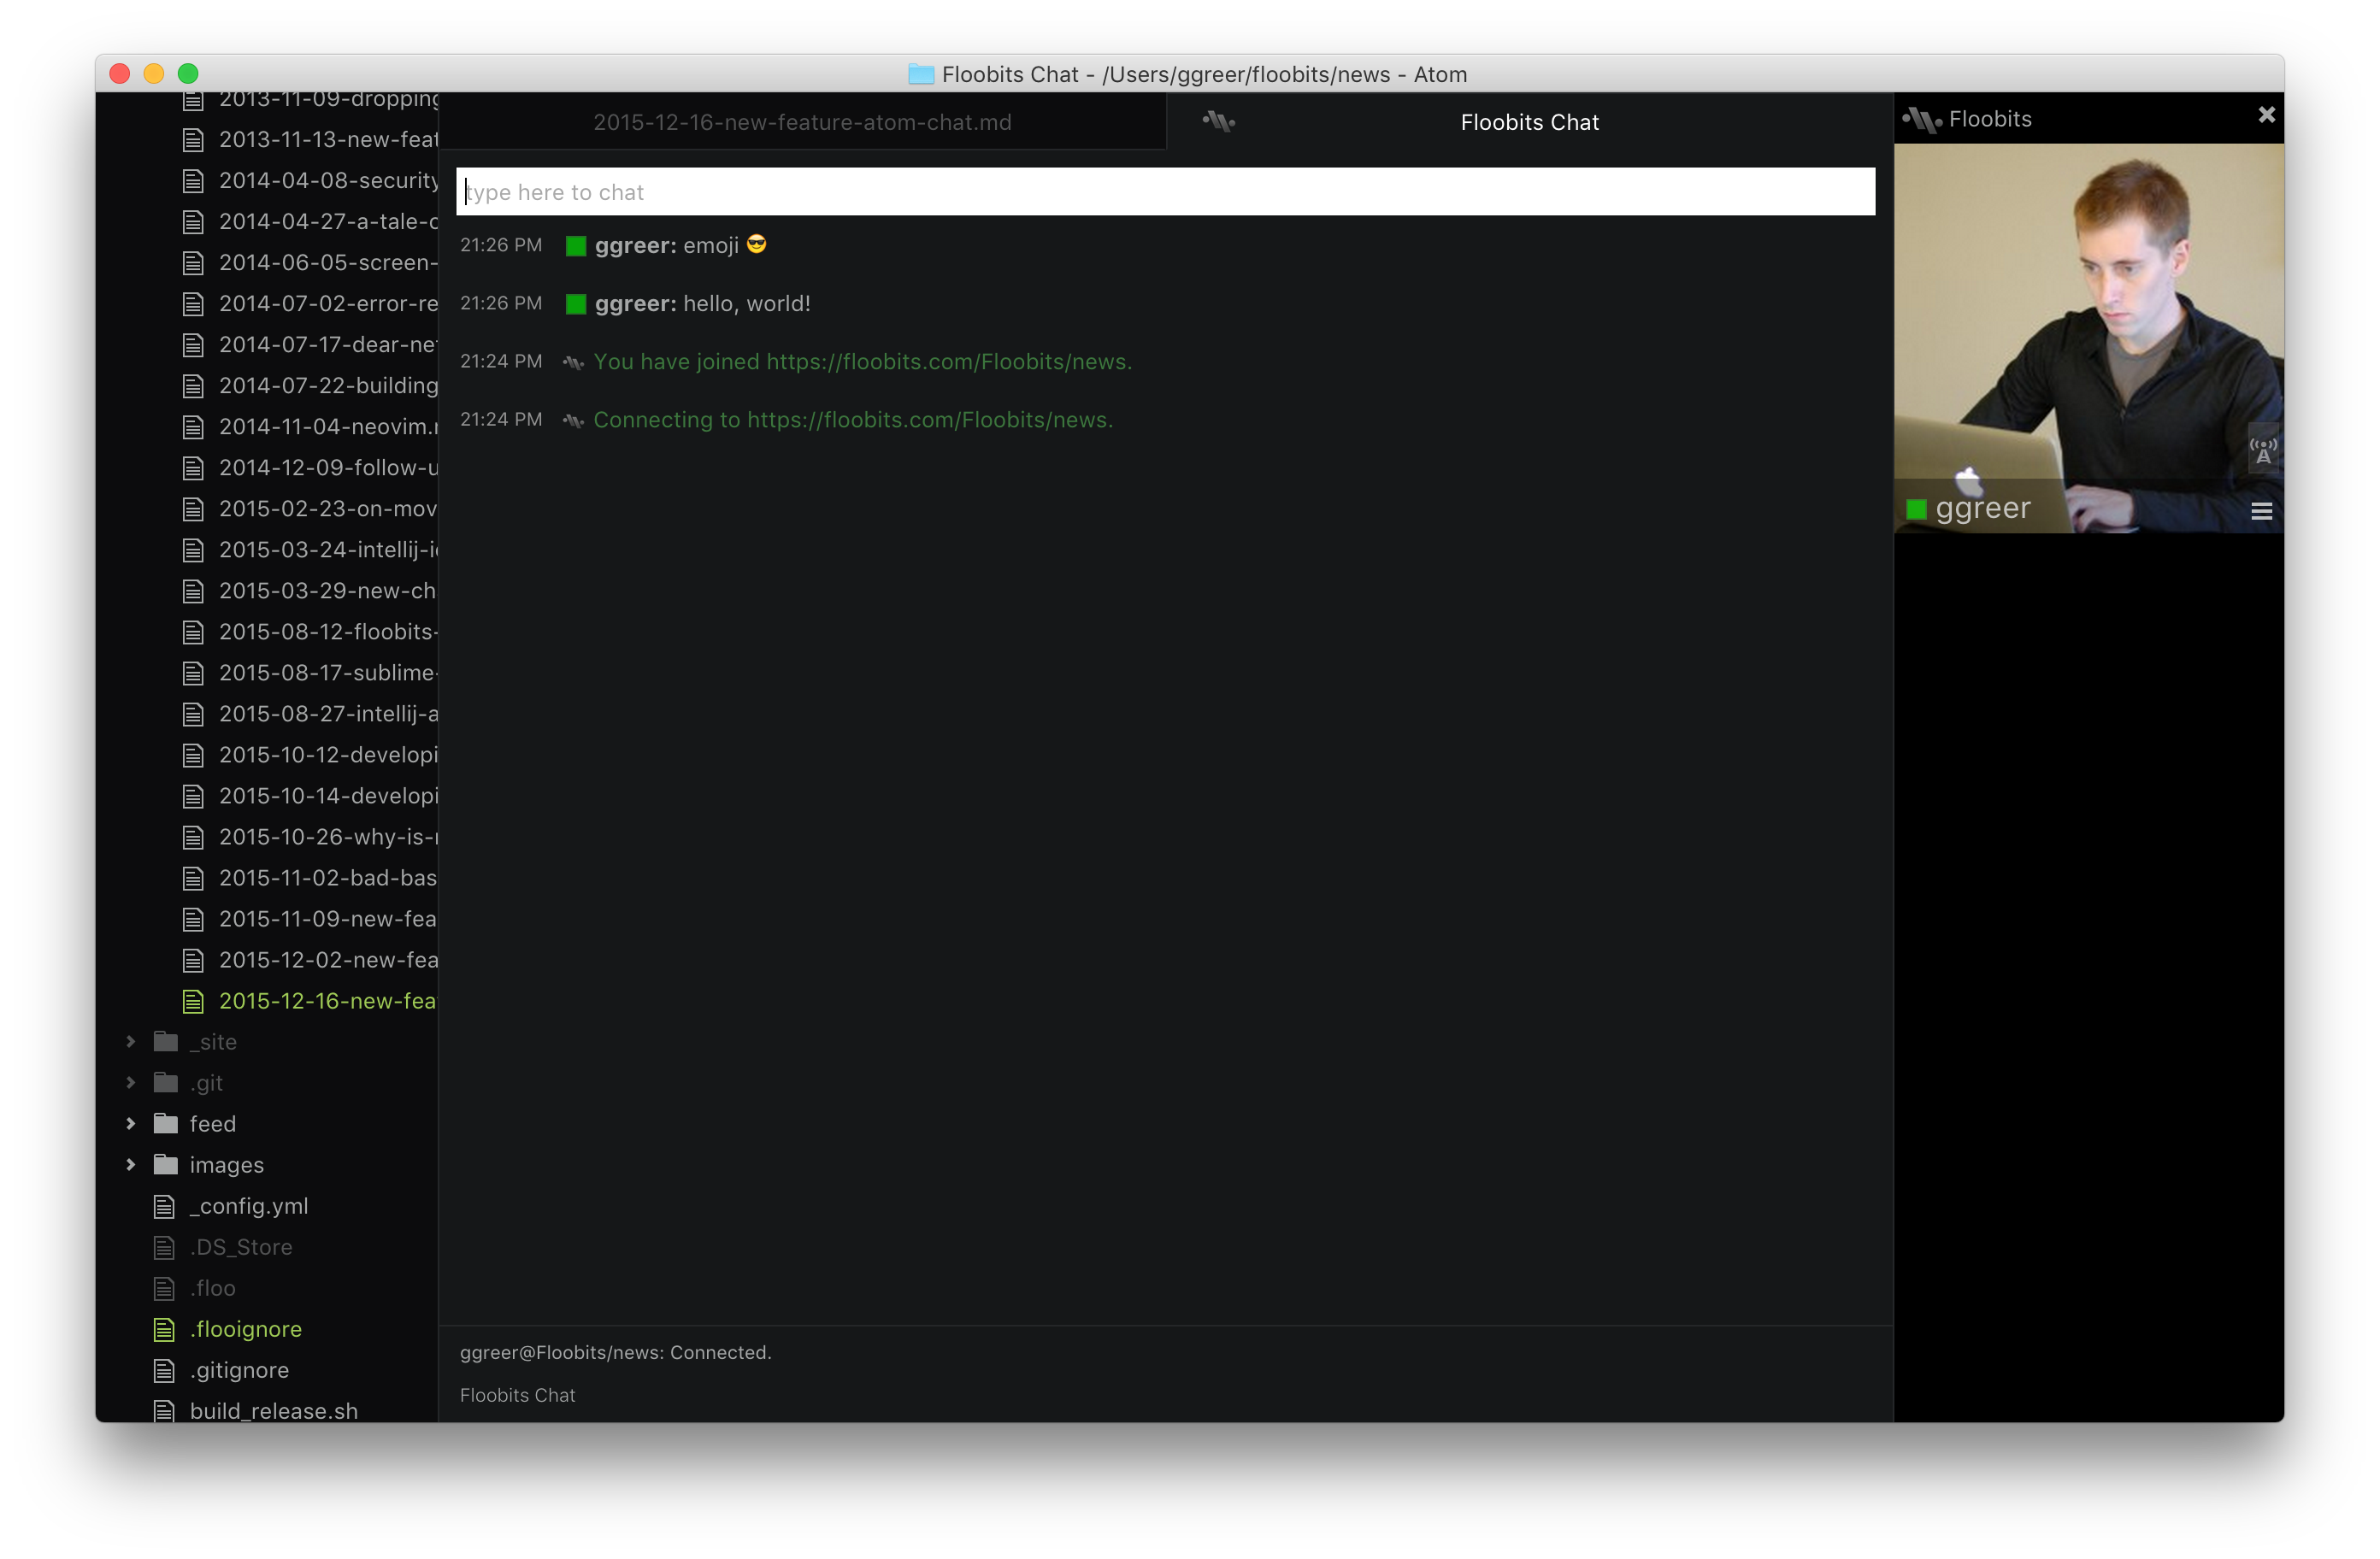 Floobits Chat - /Users/ggreer/floobits/news - Atom
2013-11-09-dropping
2013-11-13-new-feat
2014-04-08-security
2014-04-27-a-tale-o
2014-06-05-screen-
2014-07-02-error-re
2014-07-17-dear-ne
2014-07-22-building
2014-11-04-neovim.
2014-12-09-follow-u
2015-02-23-on-mov
2015-03-24-intellij-i
2015-03-29-new-ch
2015-08-12-floobits-
2015-08-17-sublime-
2015-08-27-intellij-a
2015-10-12-developi
2015-10-14-developi
2015-10-26-why-is-
2015-11-02-bad-bas
2015-11-09-new-fea
2015-12-02-new-fea
2015-12-16-new-fea
_site
.git
feed
images
_config.yml
.DS_Store
.floo
.flooignore
.gitignore
build_release.sh
2015-12-16-new-feature-atom-chat.md
Floobits Chat
type here to chat
21:26 PM ggreer: emoji 😎
21:26 PM ggreer: hello, world!
21:24 PM You have joined https://floobits.com/Floobits/news.
21:24 PM Connecting to https://floobits.com/Floobits/news.
ggreer@Floobits/news: Connected.
Floobits Chat
Floobits
ggreer